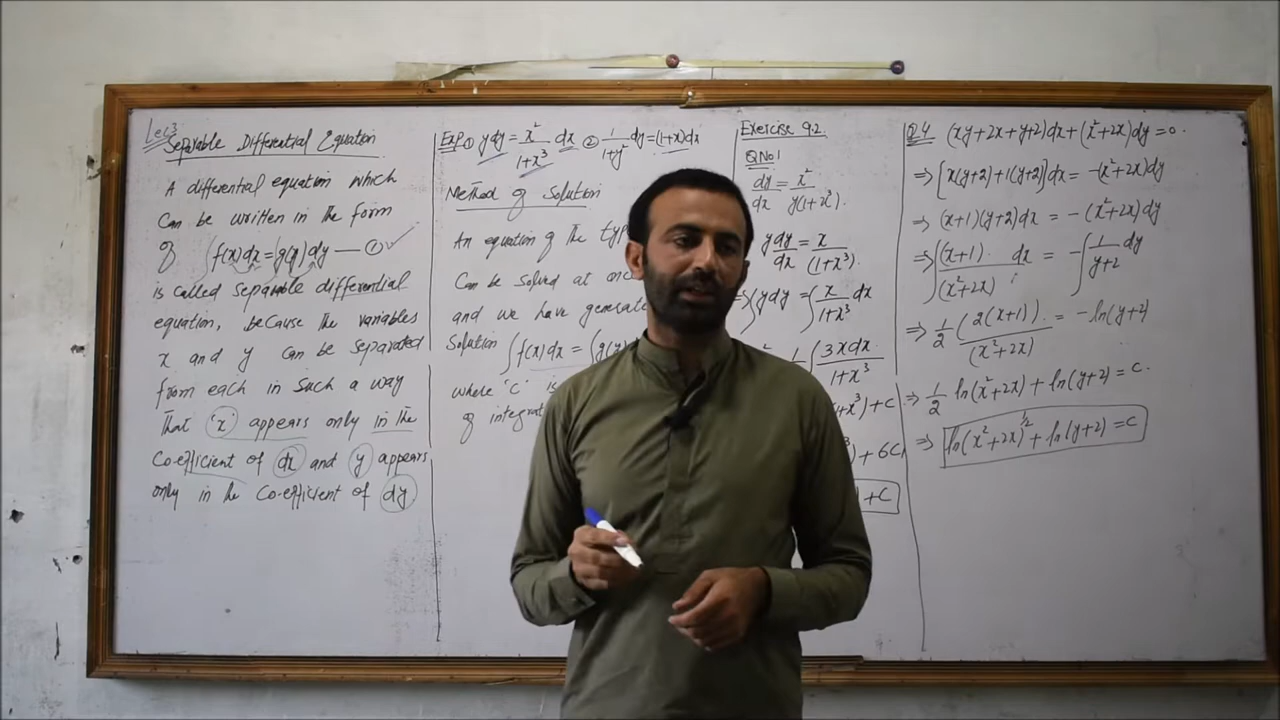 Lec3
Separable Differential Equation
A differential equation which
Can be written in the form
of ∫f(x)dx=∫g(y)dy — ① ✓
is called separable differential
equation, because the variables
x and y can be separated
from each in such a way
That (x) appears only in the
Co-efficient of (dx) and (y) appears
only in the Co-efficient of (dy)
Exp ① ydy = x²/(1+x³) dx ② 1/(1+y²) dy=(1+x)dx
Method of Solution
An equation of the typ
Can be solved at on
and we have genera
Solution ∫f(x)dx = ∫g(y)
where 'c' is
of integrat
Exercise 9.2
Q No 1
dy/dx = x²/y(1+x³).
y dy/dx = x/(1+x³).
⇒ ∫ydy = ∫x/(1+x³) dx
∫3xdx/(1+x³)
+x³)+C
) + 6C
+C
Q4 (xy+2x+y+2)dx+(x²+2x)dy=0.
⇒ [x(y+2)+1(y+2)]dx = -(x²+2x)dy
⇒ (x+1)(y+2)dx = -(x²+2x)dy
⇒ ∫(x+1)/(x²+2x) dx = -∫1/(y+2) dy
⇒ 1/2 ∫2(x+1)/(x²+2x) = -ln(y+2)
⇒ 1/2 ln(x²+2x)+ln(y+2)=C.
⇒ ln(x²+2x)^½ + ln(y+2)=C